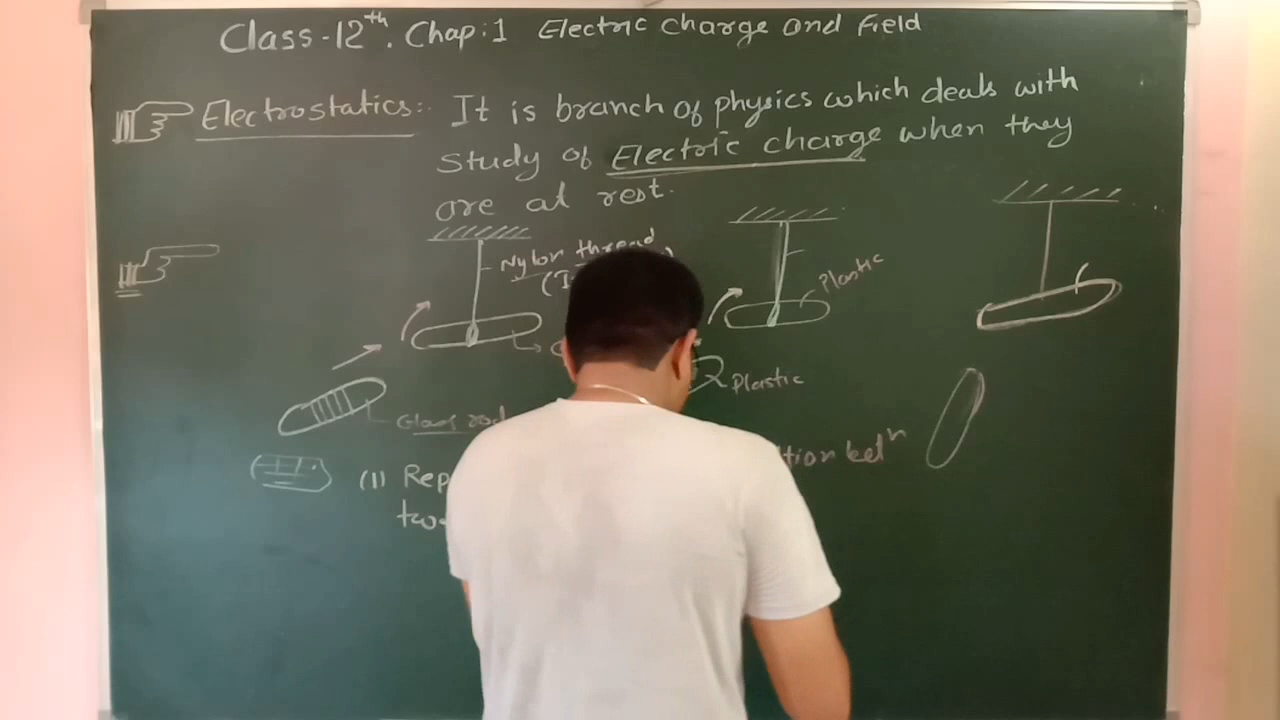 Class-12th. Chap:1 Electric Charge and Field
Electrostatics:- It is branch of physics which deals with
study of Electric charge when they
are at rest.
Nylon thread
Plastic
Plastic
Glass rod
(1) Rep
two
tion betn